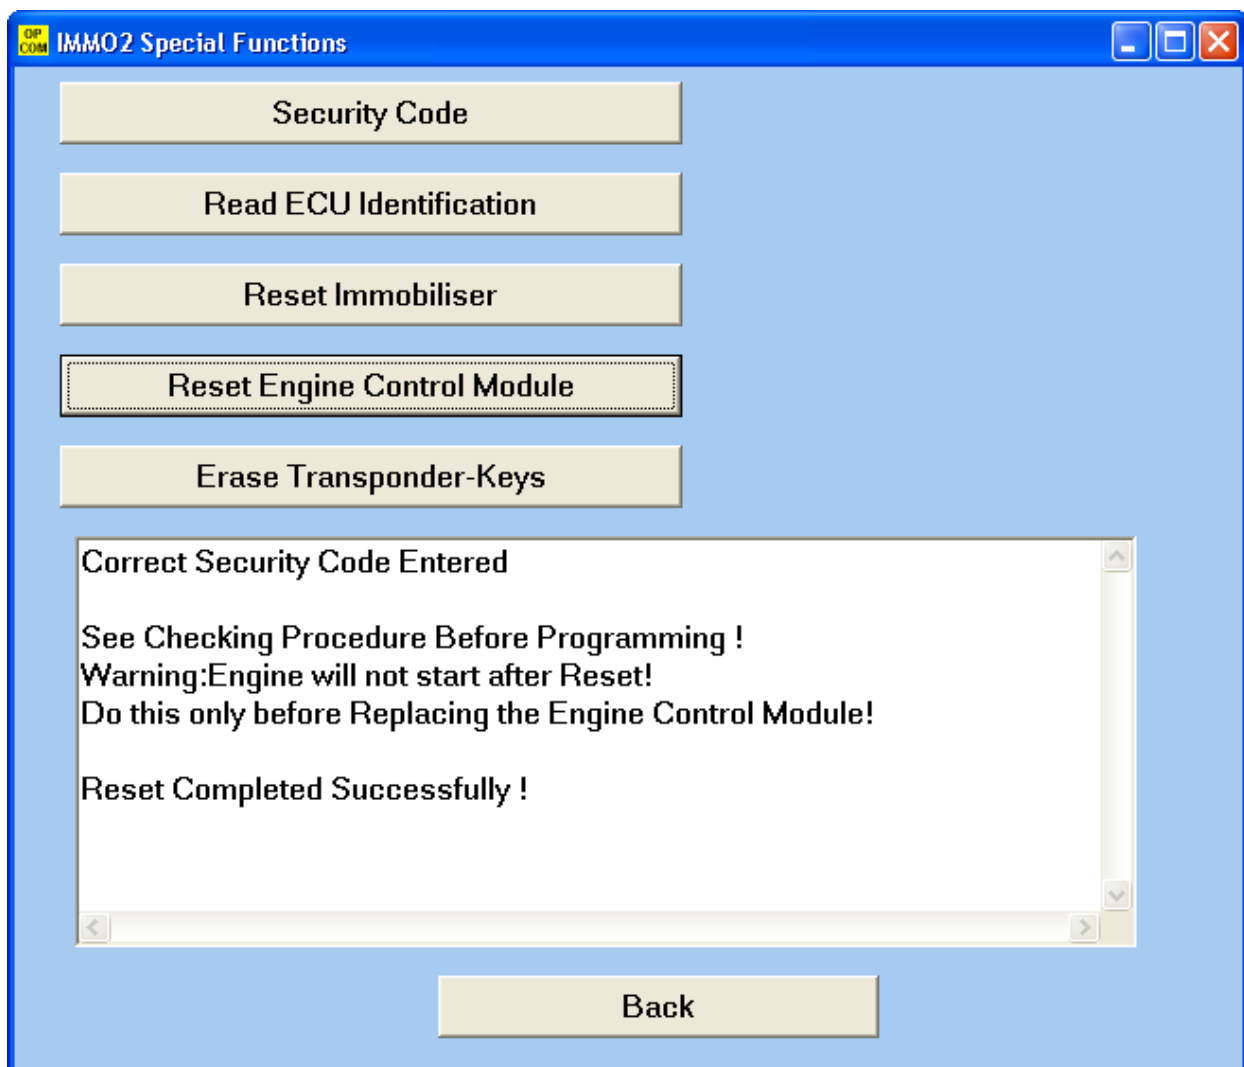 OP
COM
IMMO2 Special Functions
Security Code
Read ECU Identification
Reset Immobiliser
Reset Engine Control Module
Erase Transponder-Keys
Correct Security Code Entered
See Checking Procedure Before Programming !
Warning:Engine will not start after Reset!
Do this only before Replacing the Engine Control Module!
Reset Completed Successfully !
Back